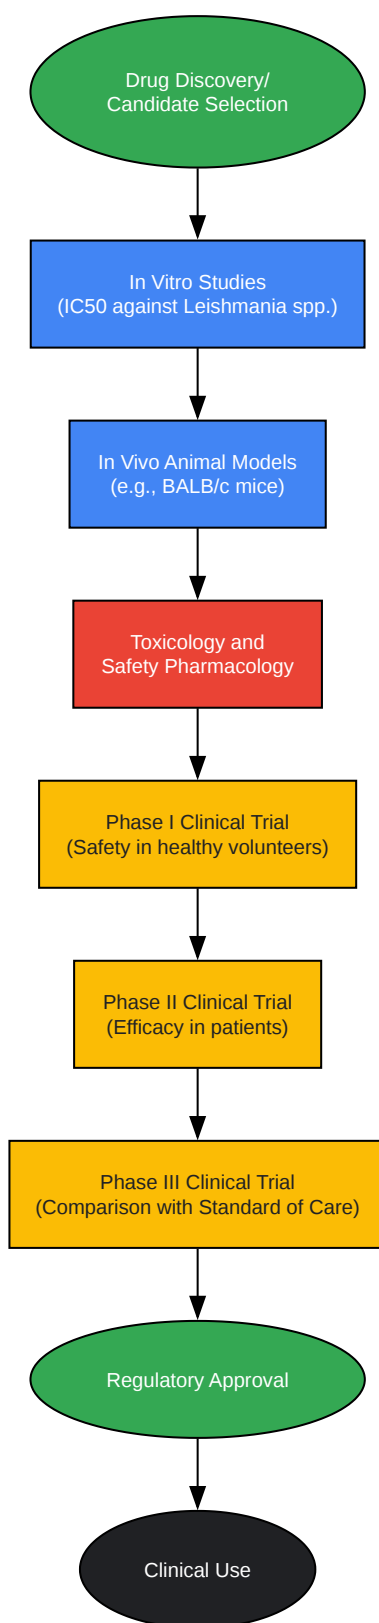 Drug Discovery/
Candidate Selection
In Vitro Studies
(IC50 against Leishmania spp.)
In Vivo Animal Models
(e.g., BALB/c mice)
Toxicology and
Safety Pharmacology
Phase I Clinical Trial
(Safety in healthy volunteers)
Phase II Clinical Trial
(Efficacy in patients)
Phase III Clinical Trial
(Comparison with Standard of Care)
Regulatory Approval
Clinical Use